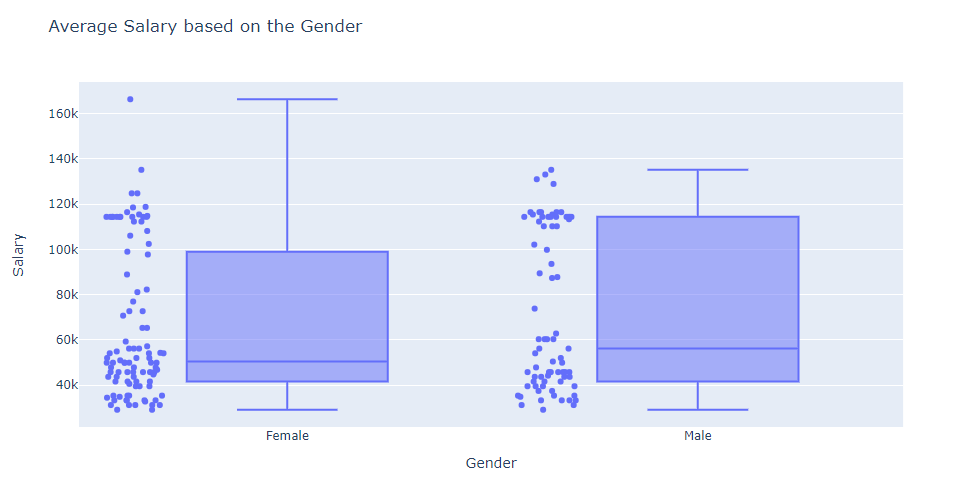 Average Salary based on the Gender
160k
140k
120k
100k
80k
60k
40k
Salary
Female
Male
Gender